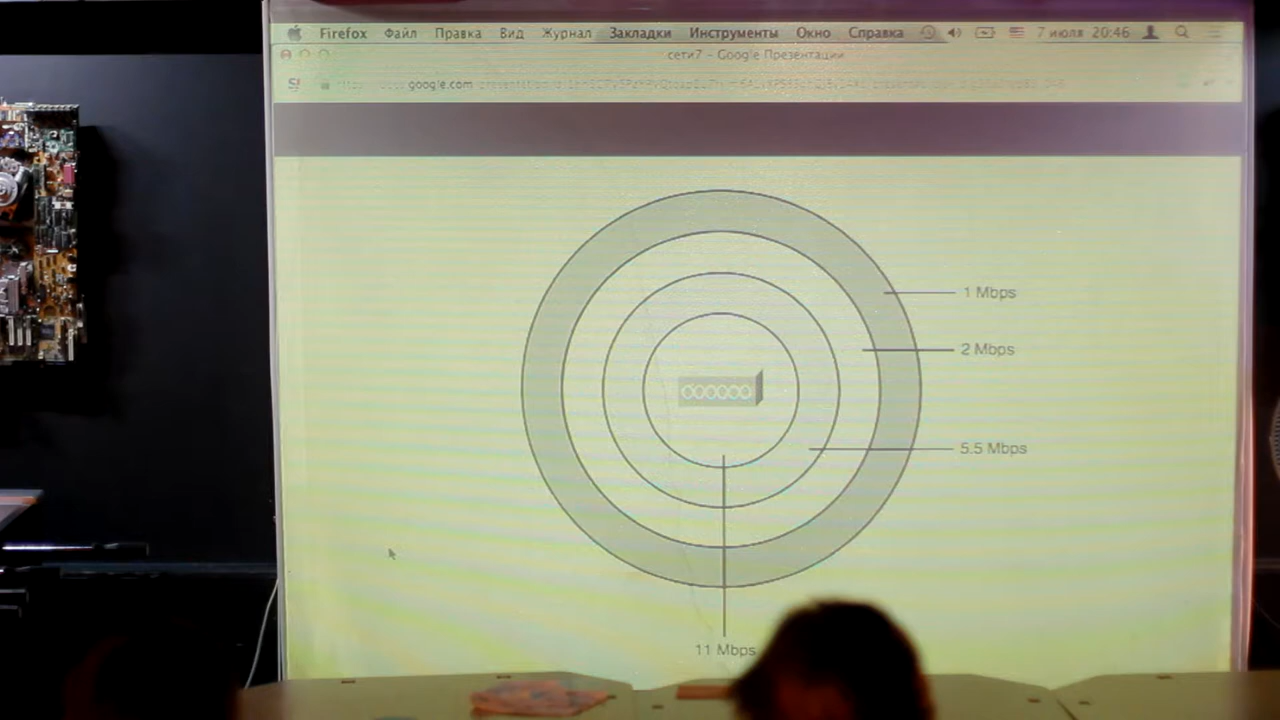 Firefox Файл Правка Вид Журнал Закладки Инструменты Окно Справка 7 июля 20:46
сети7 - Google Презентации
google.com
1 Mbps
2 Mbps
5.5 Mbps
11 Mbps